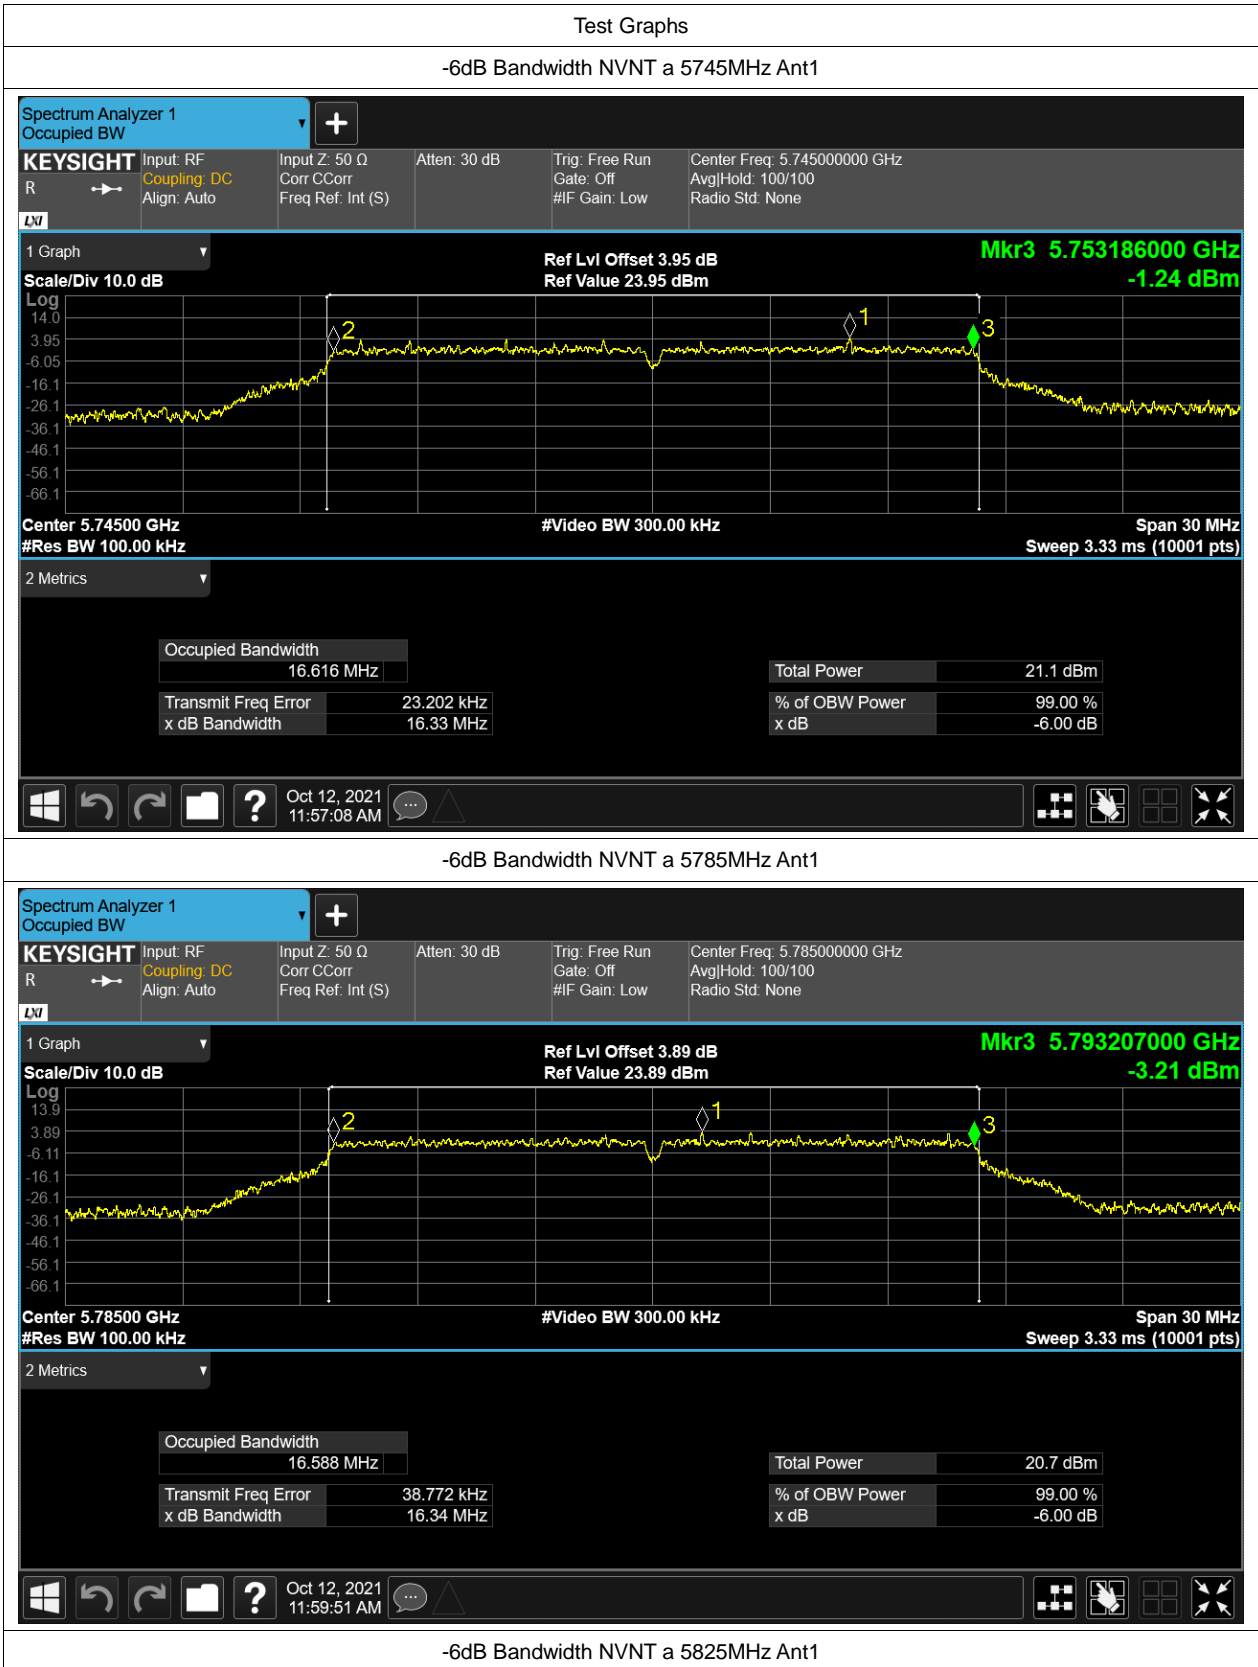 Test Graphs
-6dB Bandwidth NVNT a 5745MHz Ant1
Spectrum Analyzer 1
Occupied BW
KEYSIGHT Input: RF Input Z: 50 Ω Atten: 30 dB Trig: Free Run Center Freq: 5.745000000 GHz
R Coupling: DC Corr CCorr Gate: Off Avg|Hold: 100/100
Align: Auto Freq Ref: Int (S) #IF Gain: Low Radio Std: None
LXI
1 Graph Ref Lvl Offset 3.95 dB Mkr3 5.753186000 GHz
Scale/Div 10.0 dB Ref Value 23.95 dBm -1.24 dBm
Log
14.0
3.95
-6.05
-16.1
-26.1
-36.1
-46.1
-56.1
-66.1
2
1
3
Center 5.74500 GHz #Video BW 300.00 kHz Span 30 MHz
#Res BW 100.00 kHz Sweep 3.33 ms (10001 pts)
2 Metrics
Occupied Bandwidth
16.616 MHz Total Power 21.1 dBm
Transmit Freq Error 23.202 kHz % of OBW Power 99.00 %
x dB Bandwidth 16.33 MHz x dB -6.00 dB
? Oct 12, 2021
11:57:08 AM
-6dB Bandwidth NVNT a 5785MHz Ant1
Spectrum Analyzer 1
Occupied BW
KEYSIGHT Input: RF Input Z: 50 Ω Atten: 30 dB Trig: Free Run Center Freq: 5.785000000 GHz
R Coupling: DC Corr CCorr Gate: Off Avg|Hold: 100/100
Align: Auto Freq Ref: Int (S) #IF Gain: Low Radio Std: None
LXI
1 Graph Ref Lvl Offset 3.89 dB Mkr3 5.793207000 GHz
Scale/Div 10.0 dB Ref Value 23.89 dBm -3.21 dBm
Log
13.9
3.89
-6.11
-16.1
-26.1
-36.1
-46.1
-56.1
-66.1
2
1
3
Center 5.78500 GHz #Video BW 300.00 kHz Span 30 MHz
#Res BW 100.00 kHz Sweep 3.33 ms (10001 pts)
2 Metrics
Occupied Bandwidth
16.588 MHz Total Power 20.7 dBm
Transmit Freq Error 38.772 kHz % of OBW Power 99.00 %
x dB Bandwidth 16.34 MHz x dB -6.00 dB
? Oct 12, 2021
11:59:51 AM
-6dB Bandwidth NVNT a 5825MHz Ant1